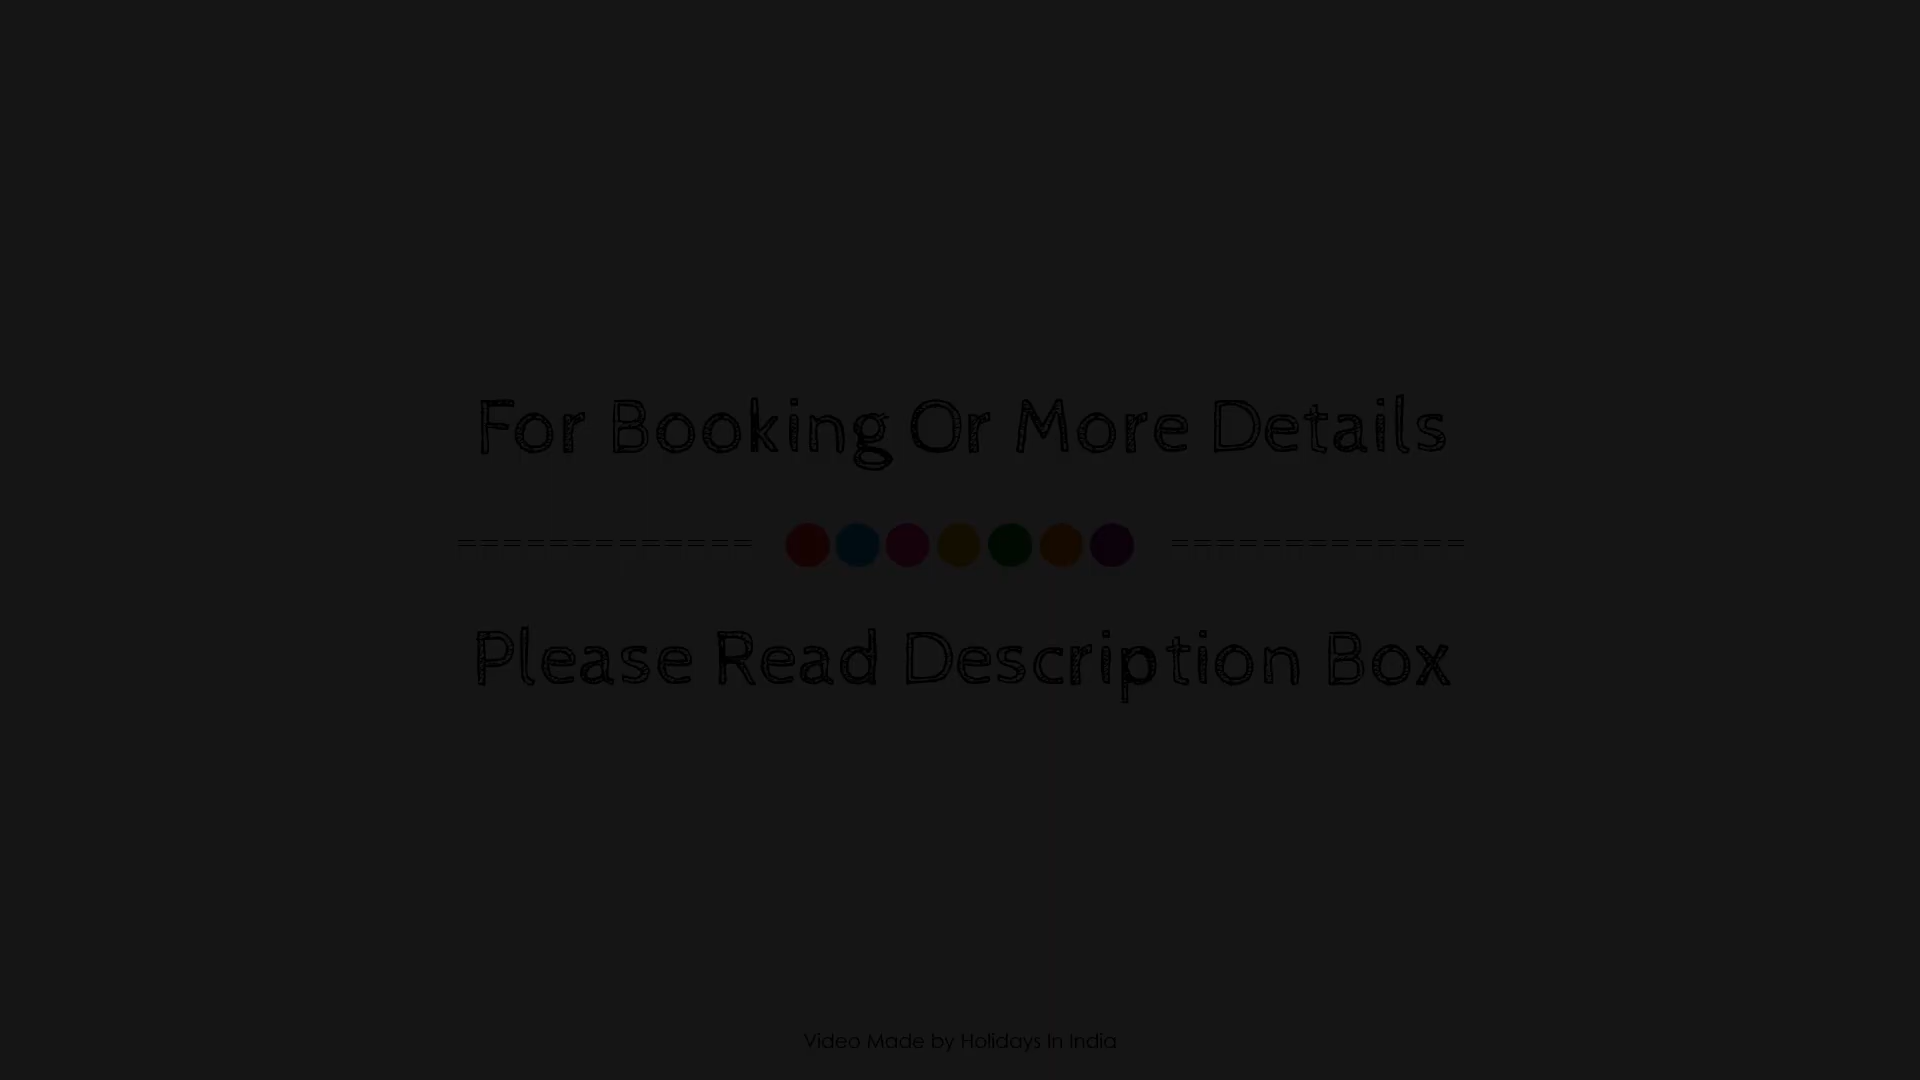 For Booking Or More Details
============= =============
Please Read Description Box
Video Made by Holidays In India